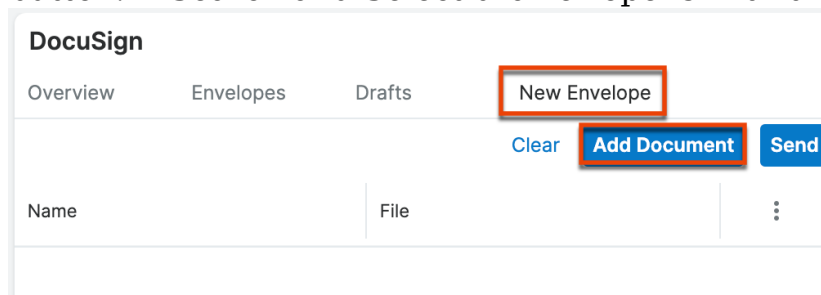 DocuSign
Overview Envelopes Drafts New Envelope
Clear Add Document Send
Name File